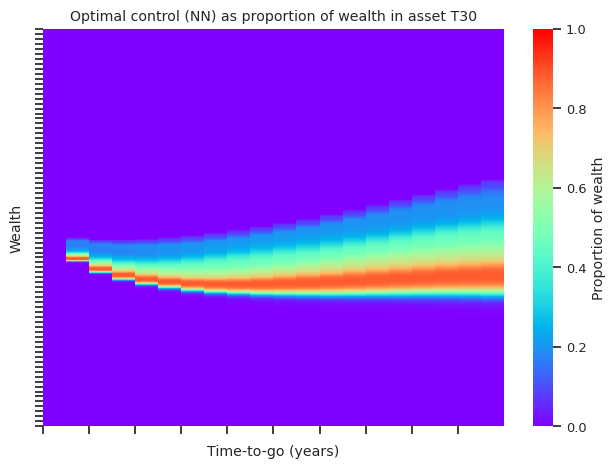 Optimal control (NN) as proportion of wealth in asset T30
Wealth
Time-to-go (years)
1.0
0.8
0.6
0.4
0.2
0.0
Proportion of wealth